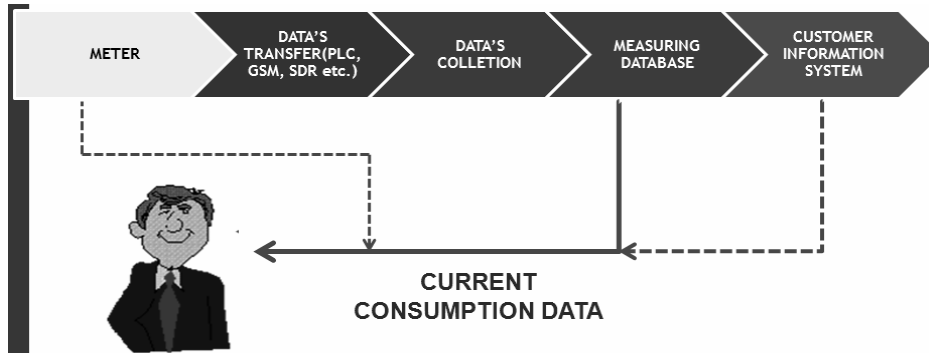 METER
DATA'S
TRANSFER(PLC,
GSM, SDR etc.)
DATA'S
COLLETION
MEASURING
DATABASE
CUSTOMER
INFORMATION
SYSTEM
CURRENT
CONSUMPTION DATA